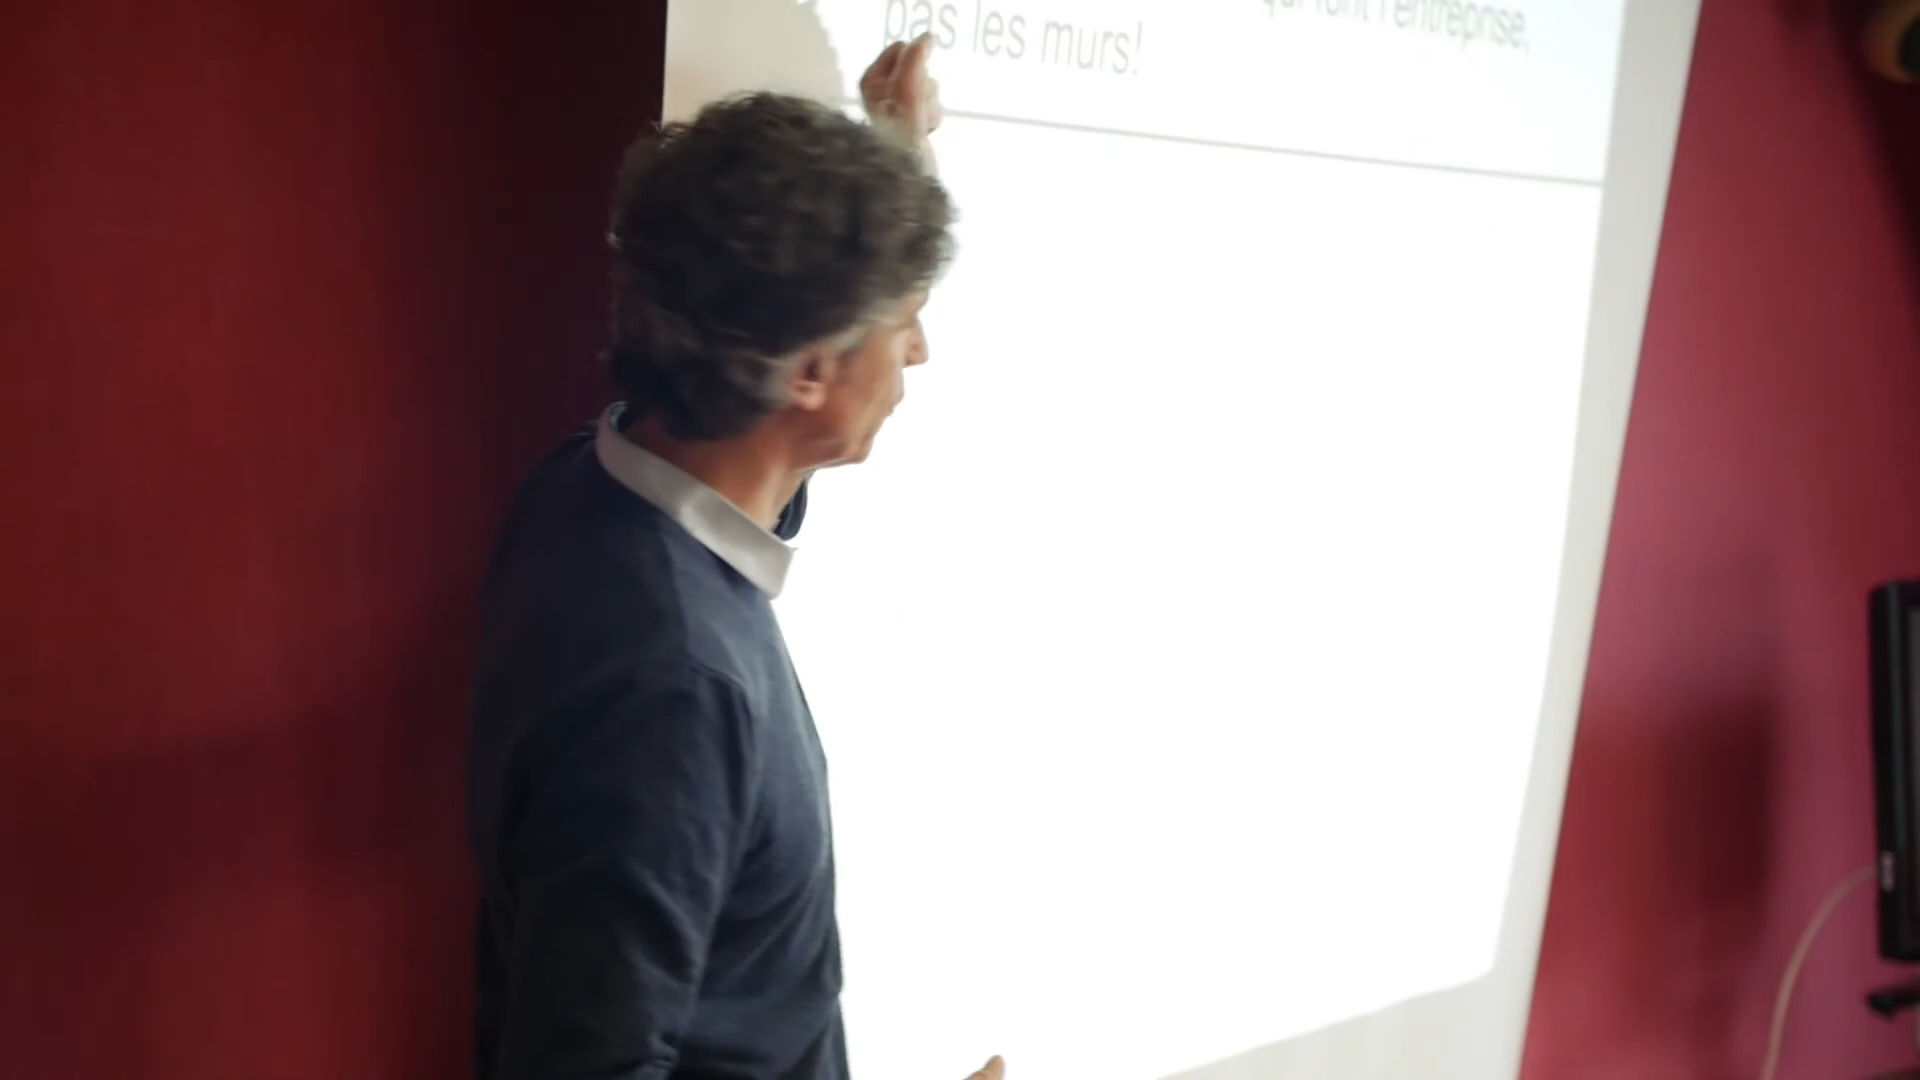 qui font l'entreprise,
pas les murs!